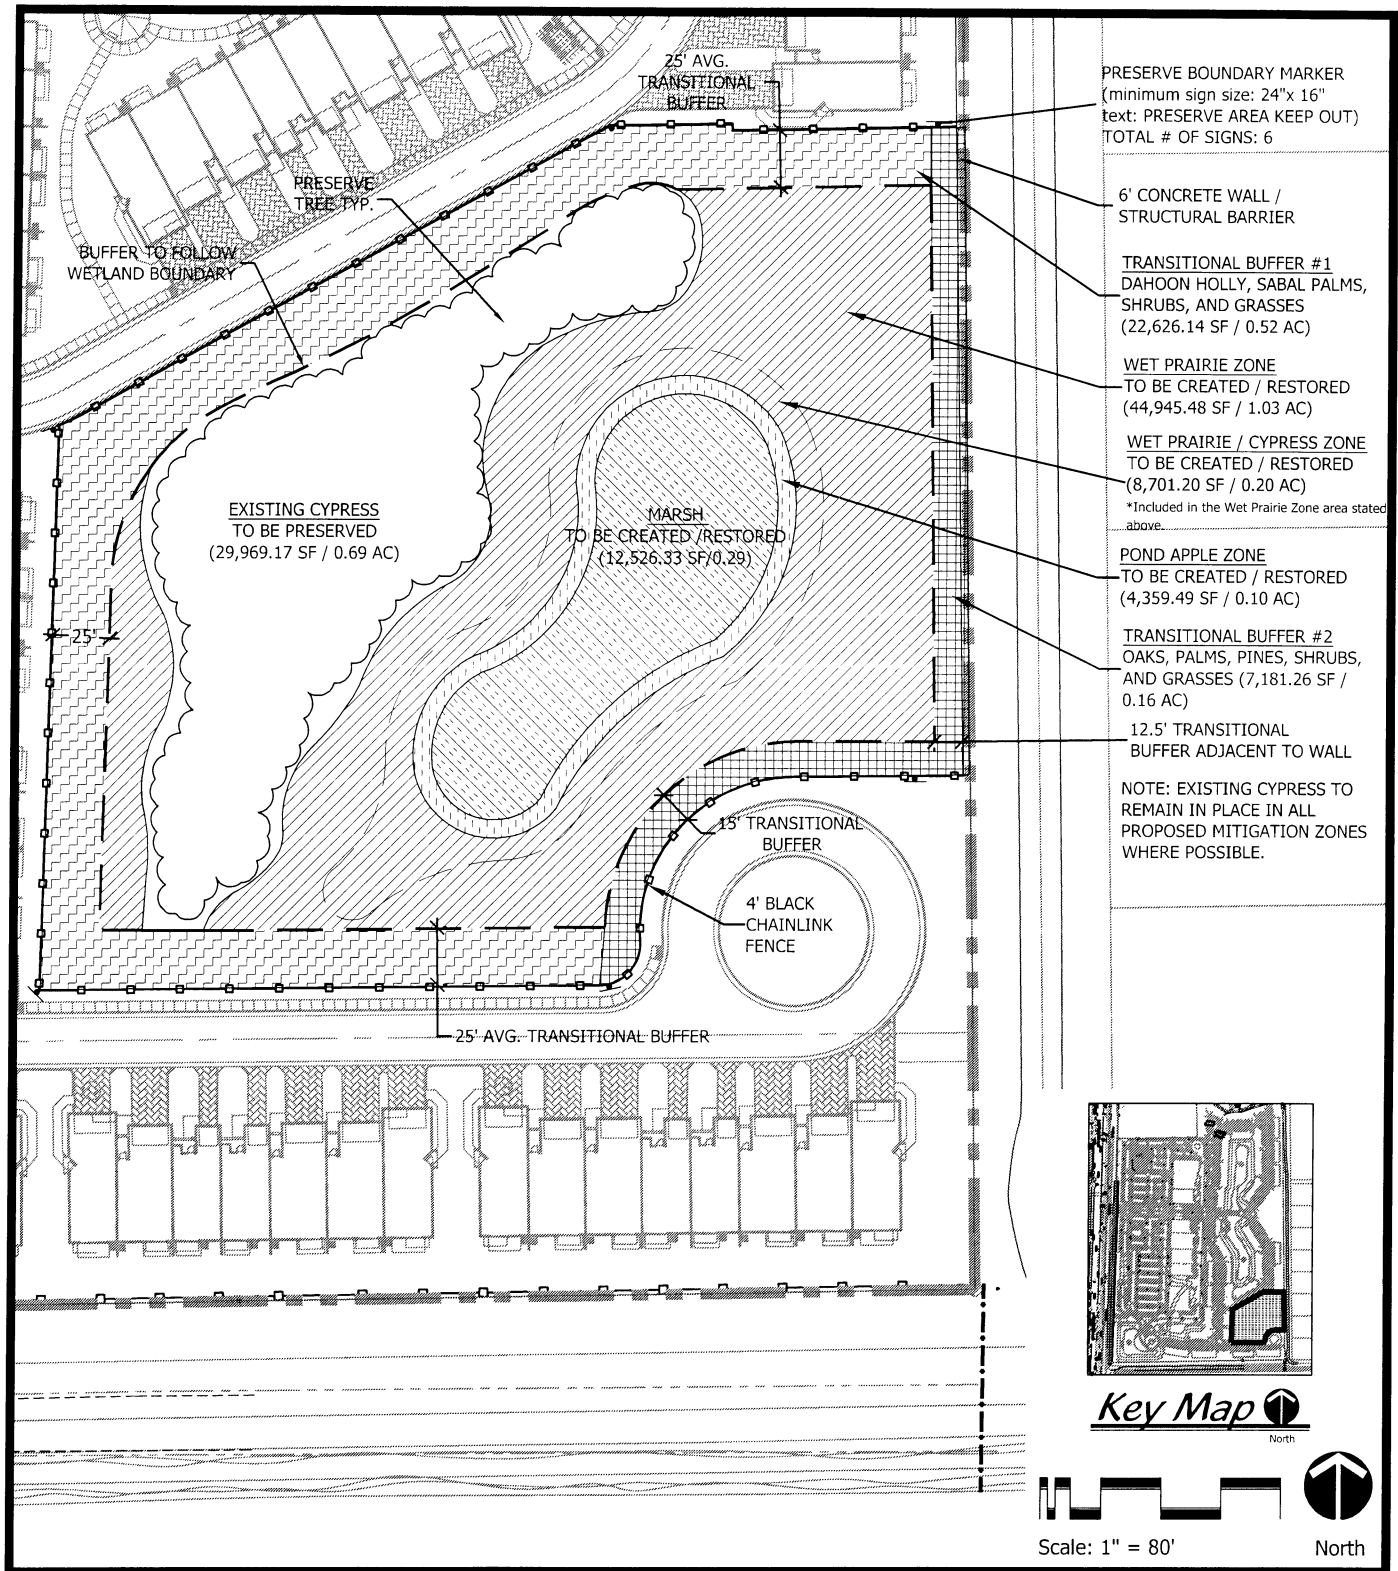 25' AVG.
TRANSITIONAL
BUFFER
PRESERVE
TREE TYP.
BUFFER TO FOLLOW
WETLAND BOUNDARY
EXISTING CYPRESS
TO BE PRESERVED
(29,969.17 SF / 0.69 AC)
MARSH
TO BE CREATED /RESTORED
(12,526.33 SF/0.29)
25'
15' TRANSITIONAL
BUFFER
4' BLACK
CHAINLINK
FENCE
25' AVG. TRANSITIONAL BUFFER
PRESERVE BOUNDARY MARKER
(minimum sign size: 24"x 16"
text: PRESERVE AREA KEEP OUT)
TOTAL # OF SIGNS: 6
6' CONCRETE WALL /
STRUCTURAL BARRIER
TRANSITIONAL BUFFER #1
DAHOON HOLLY, SABAL PALMS,
SHRUBS, AND GRASSES
(22,626.14 SF / 0.52 AC)
WET PRAIRIE ZONE
TO BE CREATED / RESTORED
(44,945.48 SF / 1.03 AC)
WET PRAIRIE / CYPRESS ZONE
TO BE CREATED / RESTORED
(8,701.20 SF / 0.20 AC)
*Included in the Wet Prairie Zone area stated
above.
POND APPLE ZONE
TO BE CREATED / RESTORED
(4,359.49 SF / 0.10 AC)
TRANSITIONAL BUFFER #2
OAKS, PALMS, PINES, SHRUBS,
AND GRASSES (7,181.26 SF /
0.16 AC)
12.5' TRANSITIONAL
BUFFER ADJACENT TO WALL
NOTE: EXISTING CYPRESS TO
REMAIN IN PLACE IN ALL
PROPOSED MITIGATION ZONES
WHERE POSSIBLE.
Key Map
North
Scale: 1" = 80'
North